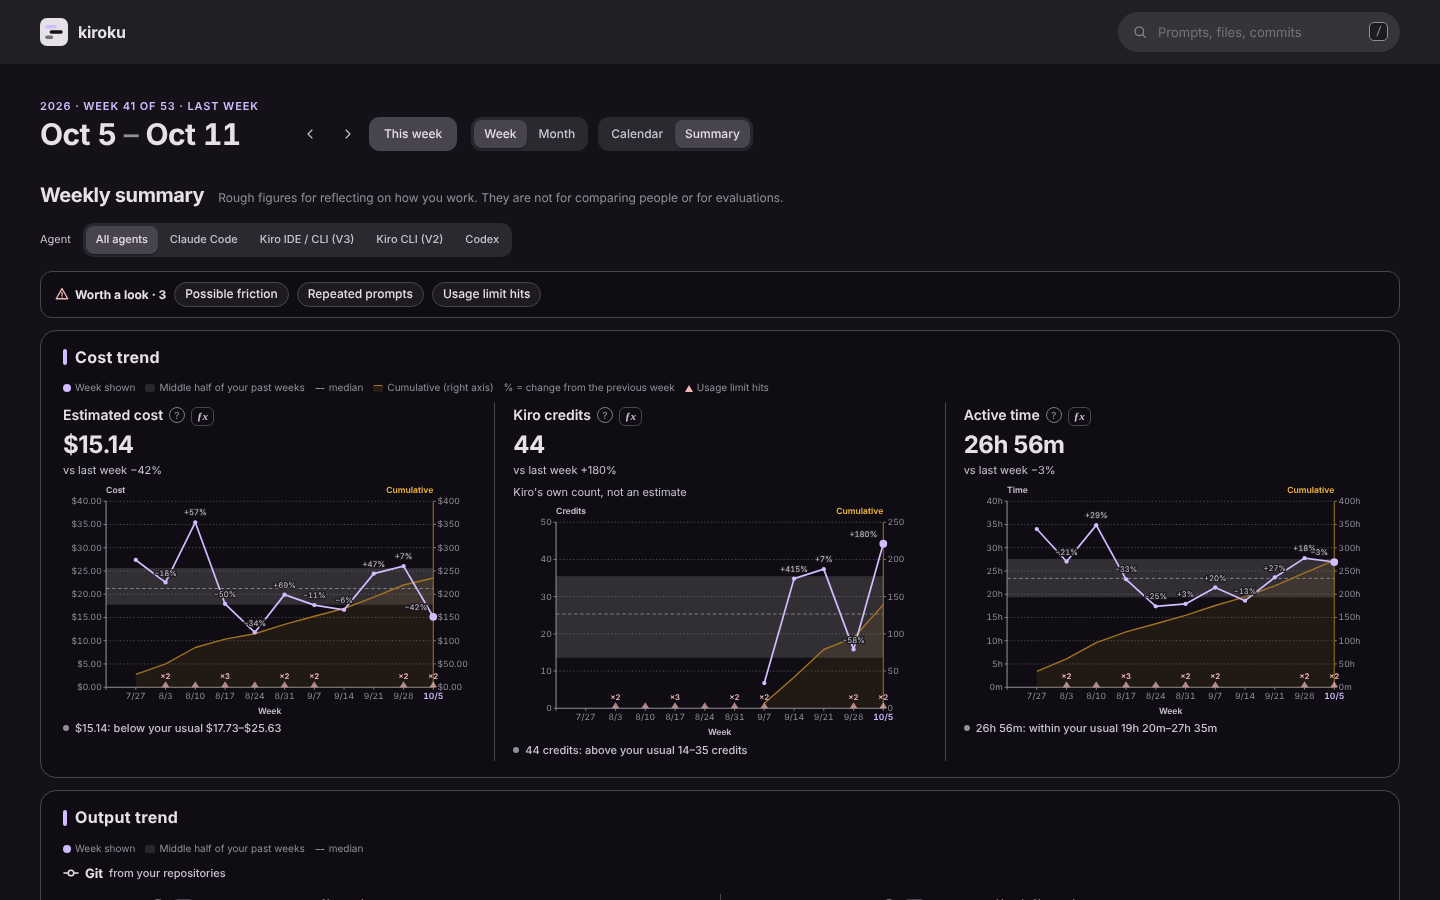 kiroku
Prompts, files, commits
/
2026 · WEEK 41 OF 53 · LAST WEEK
Oct 5 – Oct 11
This week
Week
Month
Calendar
Summary
Weekly summary
Rough figures for reflecting on how you work. They are not for comparing people or for evaluations.
Agent
All agents
Claude Code
Kiro IDE / CLI (V3)
Kiro CLI (V2)
Codex
Worth a look · 3
Possible friction
Repeated prompts
Usage limit hits
Cost trend
Week shown
Middle half of your past weeks
median
Cumulative (right axis)
% = change from the previous week
Usage limit hits
Estimated cost ? ƒx
$15.14
vs last week −42%
Cost
Cumulative
$40.00
$35.00
$30.00
$25.00
$20.00
$15.00
$10.00
$5.00
$0.00
$400
$350
$300
$250
$200
$150
$100
$50.00
$0.00
−18%
+57%
−50%
−34%
+69%
−11%
−6%
+47%
+7%
−42%
×2 ×3 ×2 ×2 ×2 ×2
7/27 8/3 8/10 8/17 8/24 8/31 9/7 9/14 9/21 9/28 10/5
Week
$15.14: below your usual $17.73–$25.63
Kiro credits ? ƒx
44
vs last week +180%
Kiro's own count, not an estimate
Credits
Cumulative
50
40
30
20
10
0
250
200
150
100
50
0
+415%
+7%
−58%
+180%
×2 ×3 ×2 ×2 ×2 ×2
7/27 8/3 8/10 8/17 8/24 8/31 9/7 9/14 9/21 9/28 10/5
Week
44 credits: above your usual 14–35 credits
Active time ? ƒx
26h 56m
vs last week −3%
Time
Cumulative
40h
35h
30h
25h
20h
15h
10h
5h
0m
400h
350h
300h
250h
200h
150h
100h
50h
0m
−21%
+29%
−33%
−25%
+3%
+20%
−13%
+27%
+18%
−3%
×2 ×3 ×2 ×2 ×2 ×2
7/27 8/3 8/10 8/17 8/24 8/31 9/7 9/14 9/21 9/28 10/5
Week
26h 56m: within your usual 19h 20m–27h 35m
Output trend
Week shown
Middle half of your past weeks
median
Git from your repositories